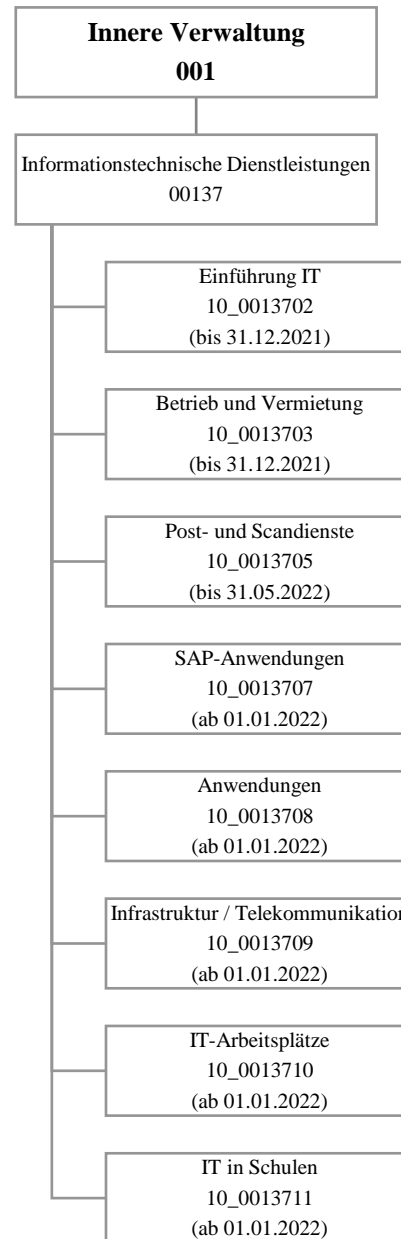 Innere Verwaltung
001
Informationstechnische Dienstleistungen
00137
Einführung IT
10_0013702
(bis 31.12.2021)
Betrieb und Vermietung
10_0013703
(bis 31.12.2021)
Post- und Scandienste
10_0013705
(bis 31.05.2022)
SAP-Anwendungen
10_0013707
(ab 01.01.2022)
Anwendungen
10_0013708
(ab 01.01.2022)
Infrastruktur / Telekommunikation
10_0013709
(ab 01.01.2022)
IT-Arbeitsplätze
10_0013710
(ab 01.01.2022)
IT in Schulen
10_0013711
(ab 01.01.2022)